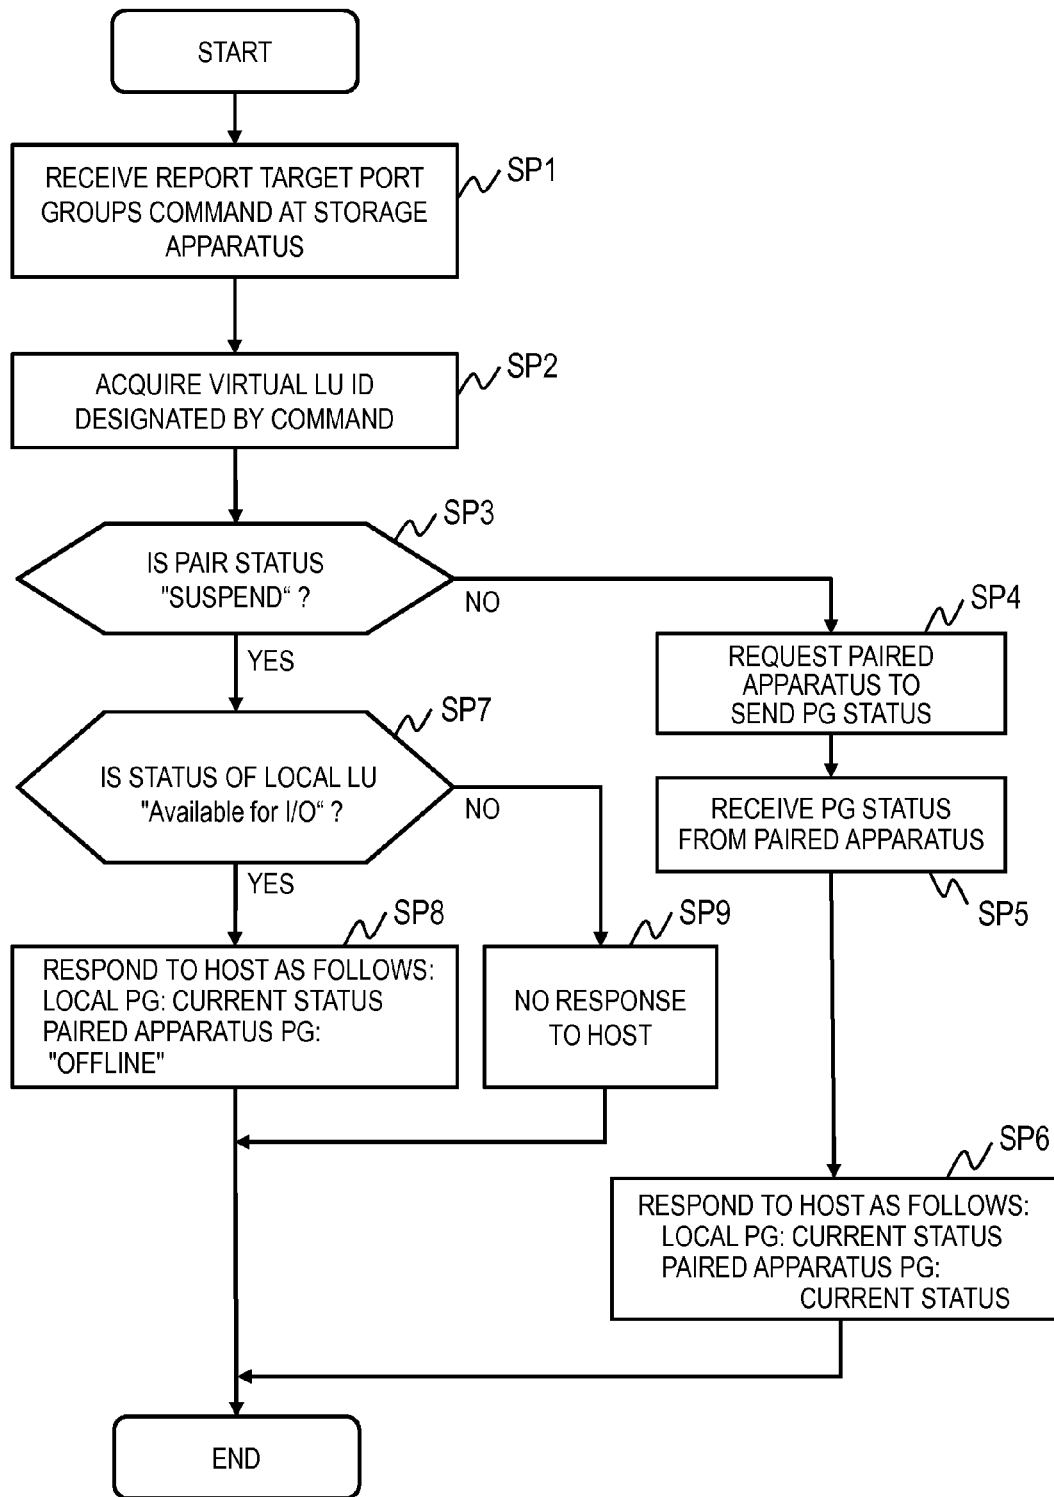 START
SP1
RECEIVE REPORT TARGET PORT
GROUPS COMMAND AT STORAGE
APPARATUS
SP2
ACQUIRE VIRTUAL LU ID
DESIGNATED BY COMMAND
SP3
IS PAIR STATUS
"SUSPEND“ ?
NO
YES
SP4
REQUEST PAIRED
APPARATUS TO
SEND PG STATUS
SP7
IS STATUS OF LOCAL LU
"Available for I/O“ ?
NO
YES
RECEIVE PG STATUS
FROM PAIRED APPARATUS
SP5
SP8
RESPOND TO HOST AS FOLLOWS:
LOCAL PG: CURRENT STATUS
PAIRED APPARATUS PG:
"OFFLINE"
SP9
NO RESPONSE
TO HOST
SP6
RESPOND TO HOST AS FOLLOWS:
LOCAL PG: CURRENT STATUS
PAIRED APPARATUS PG:
CURRENT STATUS
END